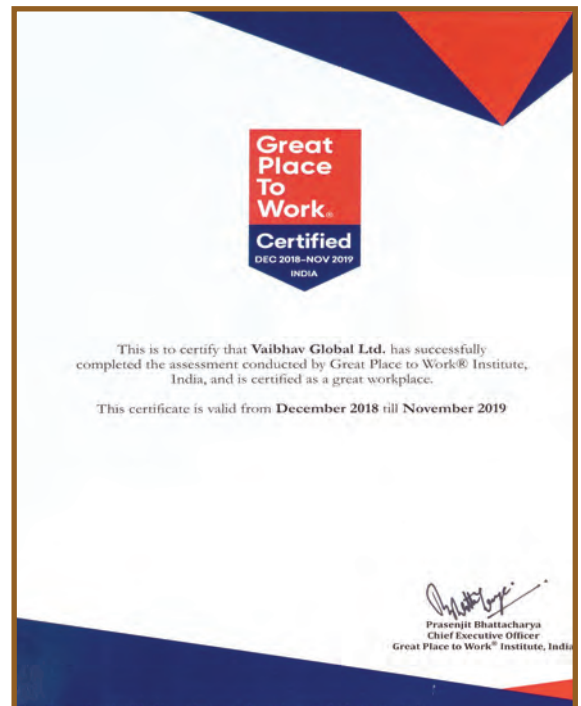 Great
Place
To
Work®
Certified
DEC 2018–NOV 2019
INDIA
This is to certify that Vaibhav Global Ltd. has successfully
completed the assessment conducted by Great Place to Work® Institute,
India, and is certified as a great workplace.
This certificate is valid from December 2018 till November 2019
Prasenjit Bhattacharya
Chief Executive Officer
Great Place to Work® Institute, India